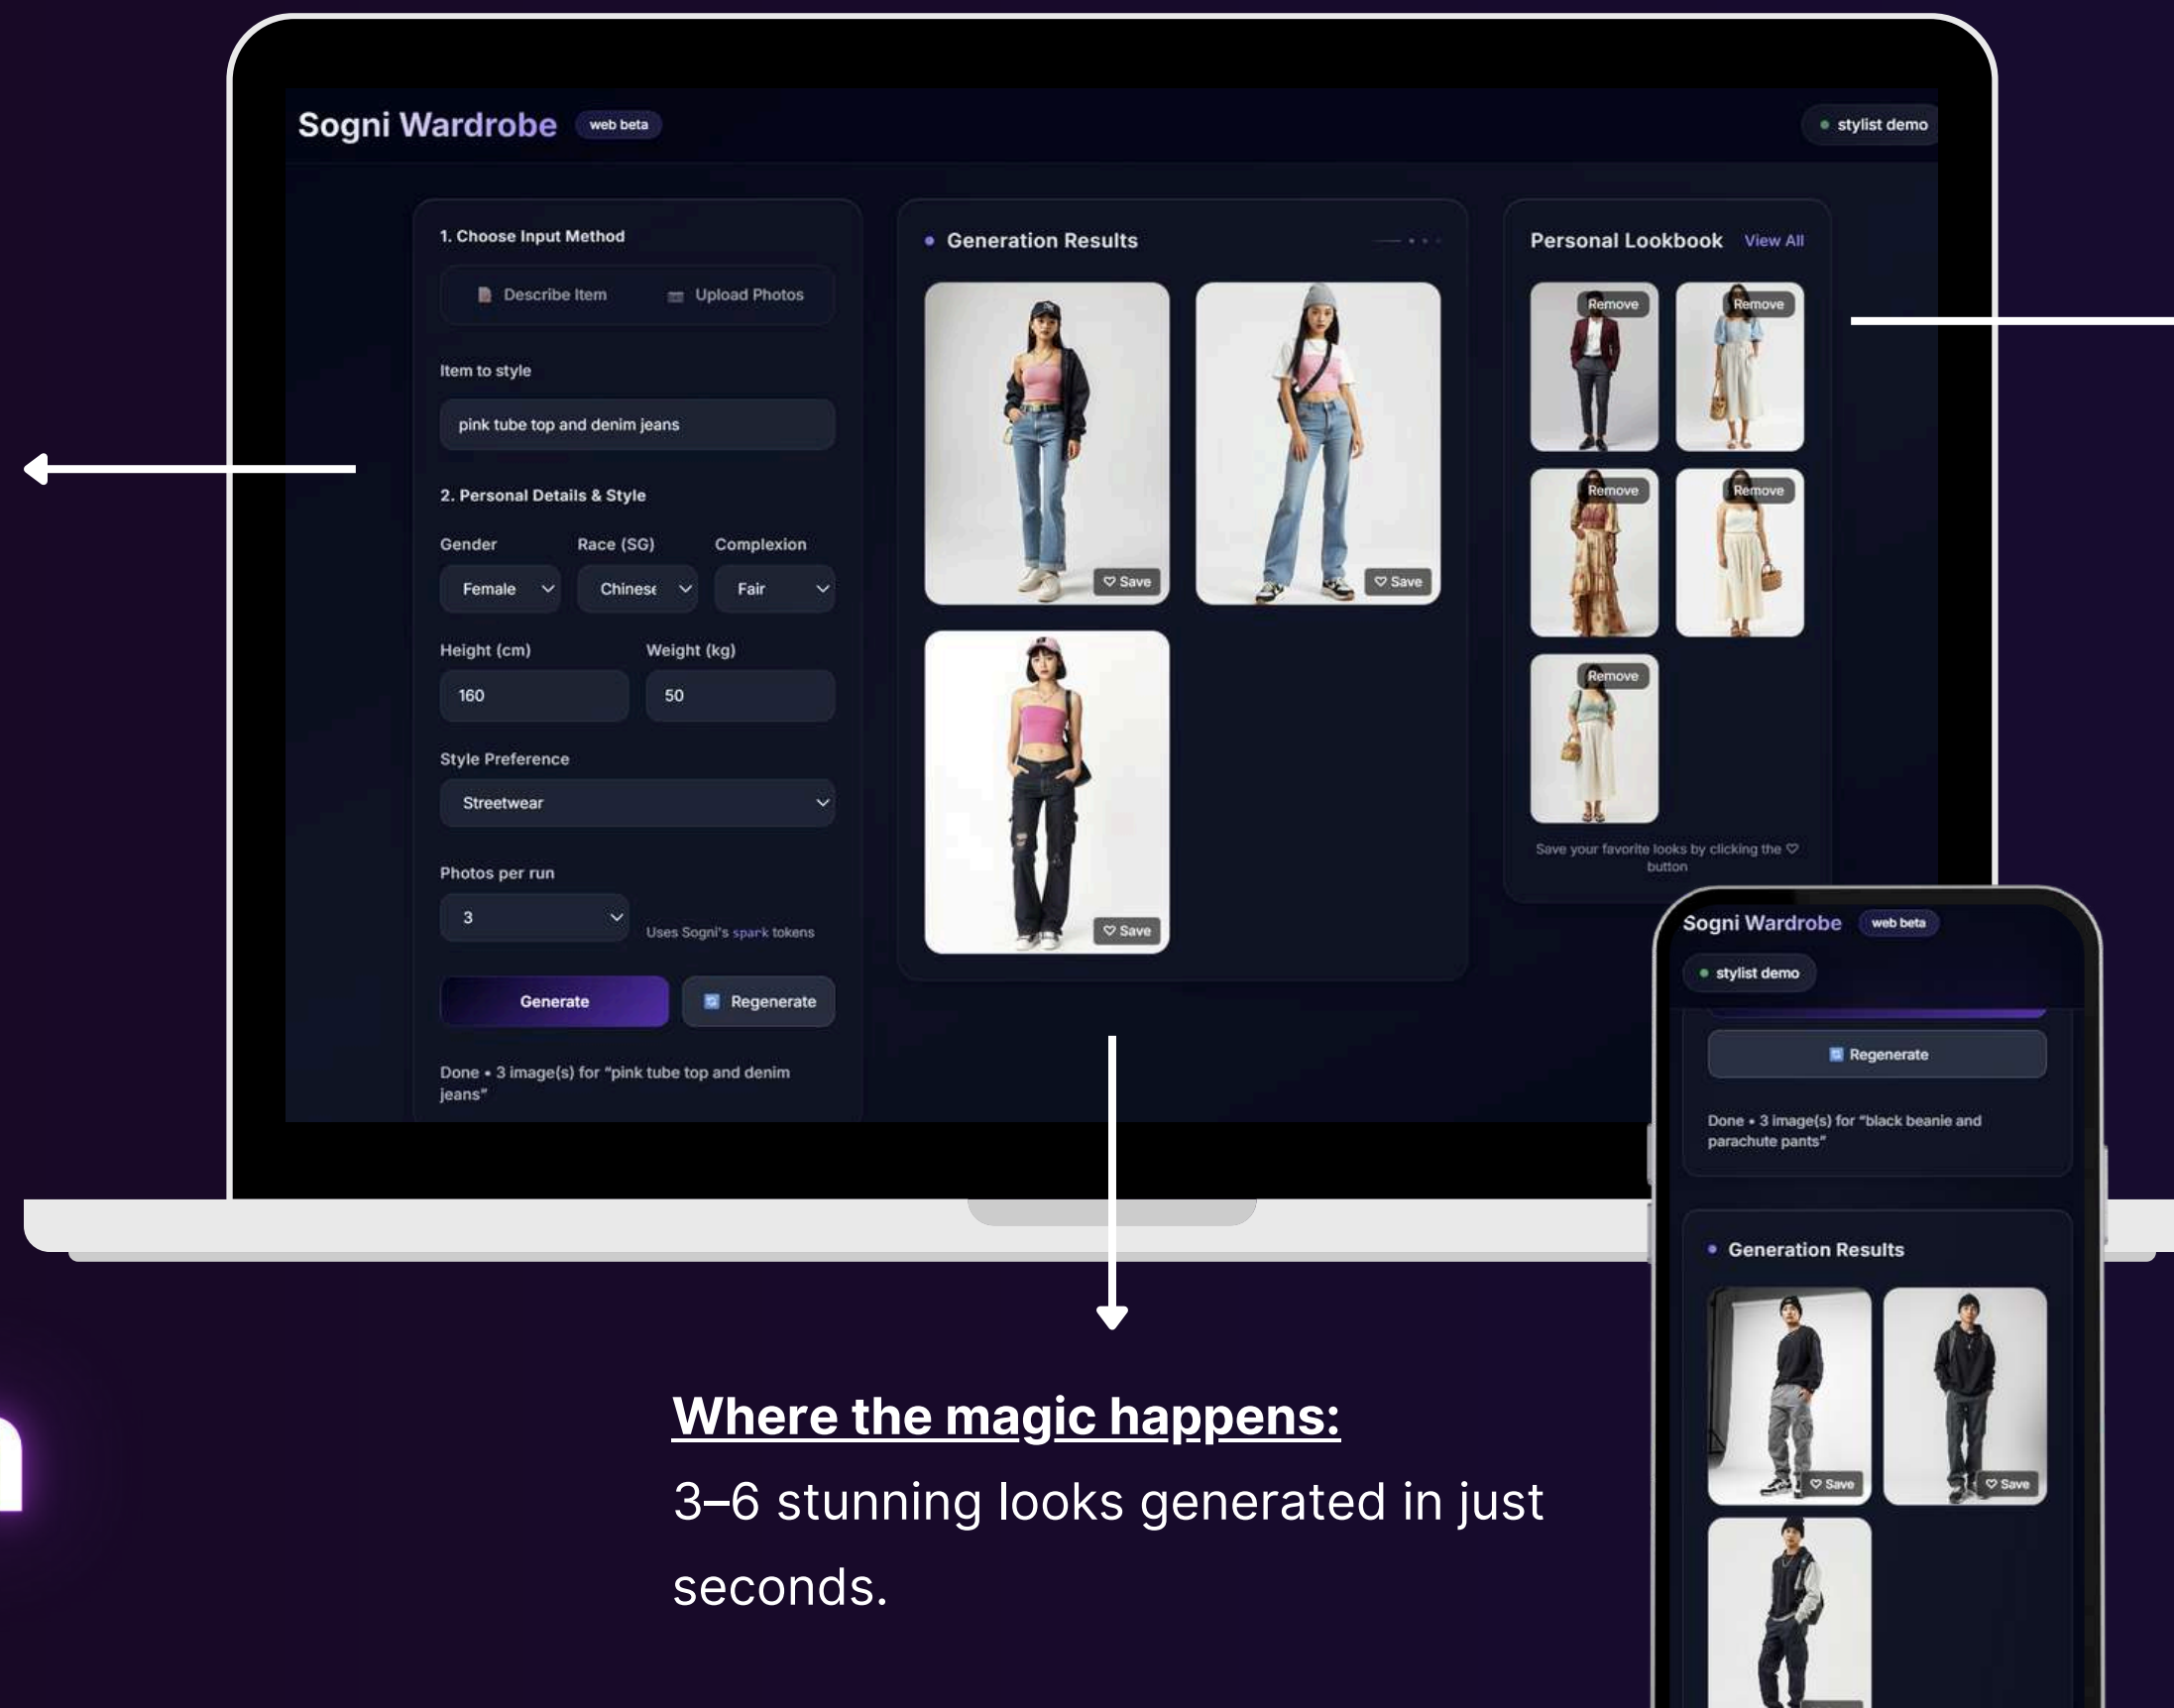 Sogni Wardrobe
web beta
stylist demo
1. Choose Input Method
Describe Item
Upload Photos
Item to style
pink tube top and denim jeans
2. Personal Details & Style
Gender
Race (SG)
Complexion
Female
Chinese
Fair
Height (cm)
Weight (kg)
160
50
Style Preference
Streetwear
Photos per run
3
Uses Sogni's spark tokens
Generate
Regenerate
Done • 3 image(s) for “pink tube top and denim
jeans”
Generation Results
♡ Save
♡ Save
♡ Save
Personal Lookbook
View All
Remove
Remove
Remove
Remove
Remove
Save your favorite looks by clicking the ♡
button
Sogni Wardrobe
web beta
stylist demo
Regenerate
Done • 3 image(s) for “black beanie and
parachute pants”
Generation Results
♡ Save
♡ Save
Where the magic happens:
3–6 stunning looks generated in just
seconds.